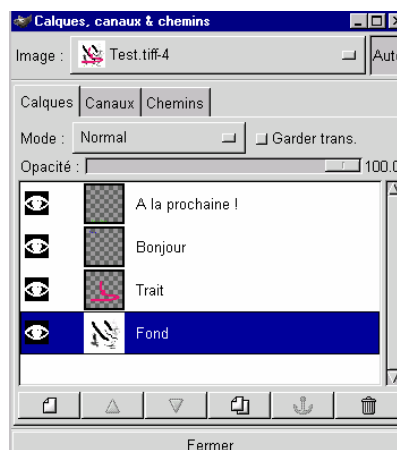 Calques, canaux & chemins
Image : Test.tiff-4 Auto
Calques Canaux Chemins
Mode : Normal Garder trans.
Opacité : 100.0
A la prochaine !
Bonjour
Trait
Fond
Fermer